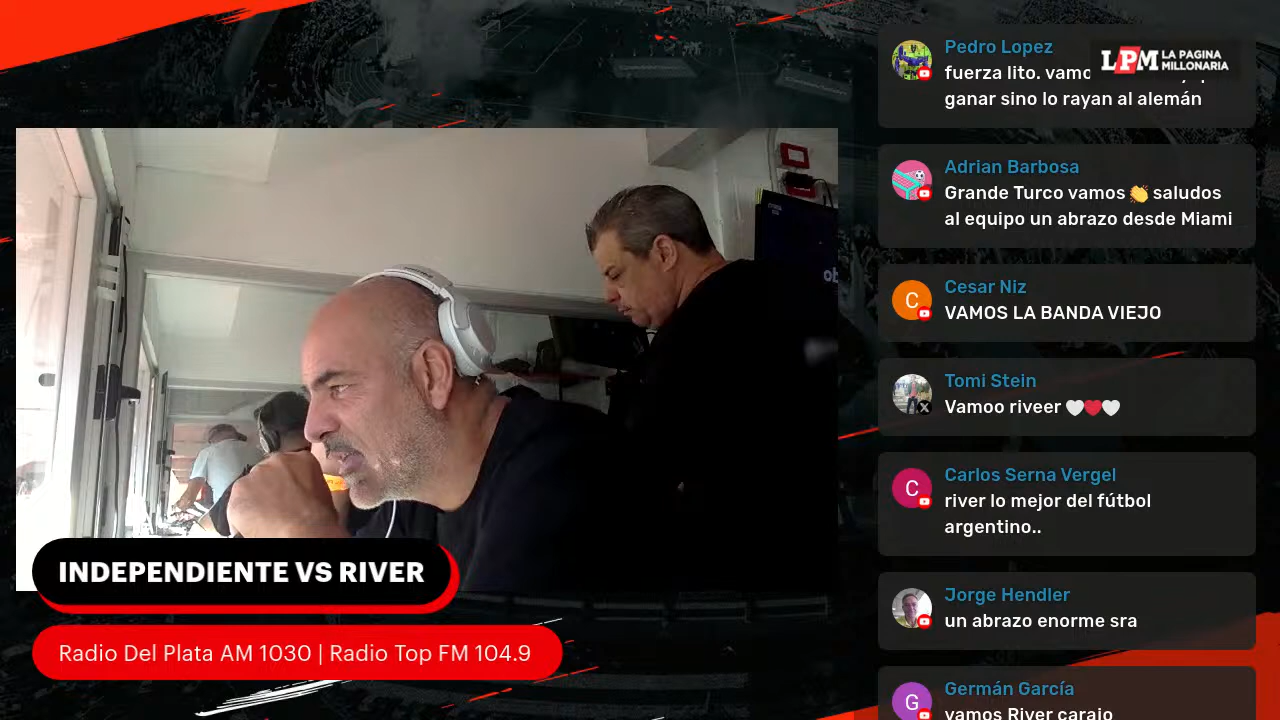 Pedro Lopez
fuerza lito. vamo
ganar sino lo rayan al alemán
LPM LA PAGINA
MILLONARIA
Adrian Barbosa
Grande Turco vamos 👏 saludos
al equipo un abrazo desde Miami
C
Cesar Niz
VAMOS LA BANDA VIEJO
Tomi Stein
Vamoo riveer 🤍❤️🤍
C
Carlos Serna Vergel
river lo mejor del fútbol
argentino..
Jorge Hendler
un abrazo enorme sra
G
Germán García
vamos River carajo
INDEPENDIENTE VS RIVER
Radio Del Plata AM 1030 | Radio Top FM 104.9